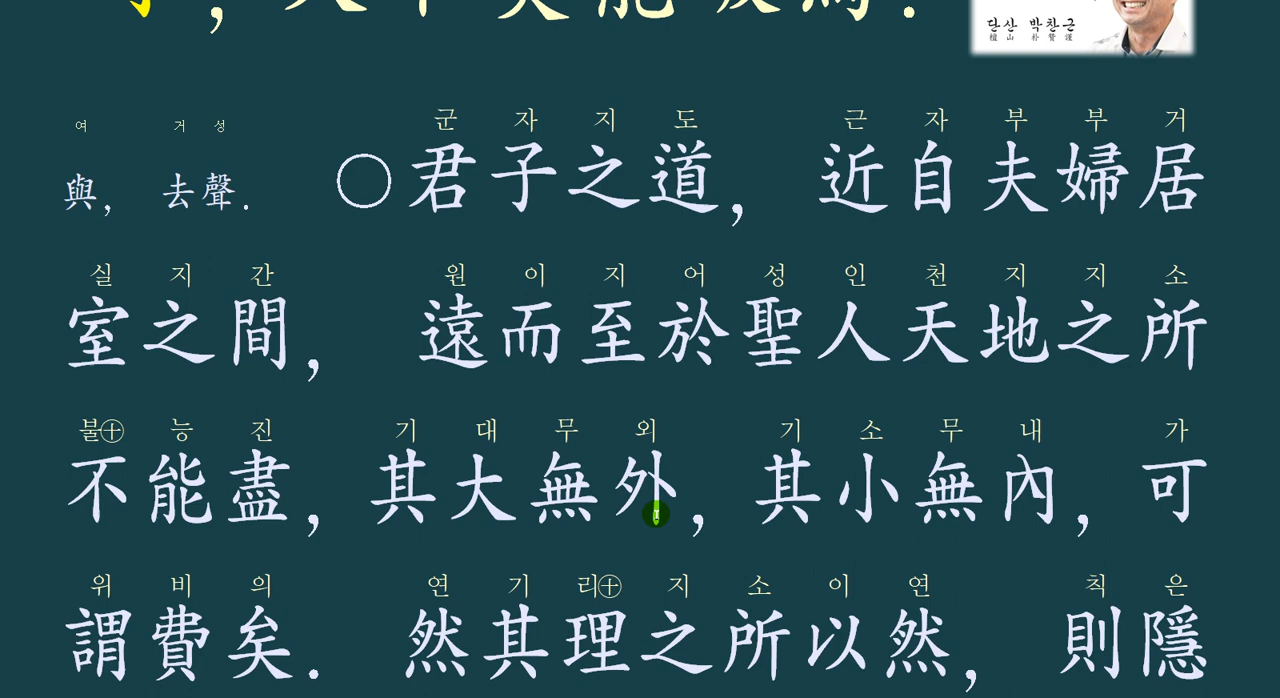 단산 박찬근
檀山 朴贊謹
여 거 성 군 자 지 도 근 자 부 부 거
與, 去聲. ○君子之道, 近自夫婦居
실 지 간 원 이 지 어 성 인 천 지 지 소
室之間, 遠而至於聖人天地之所
불㊉ 능 진 기 대 무 외 기 소 무 내 가
不能盡, 其大無外, 其小無內, 可
위 비 의 연 기 리㊉ 지 소 이 연 칙 은
謂費矣. 然其理之所以然, 則隱